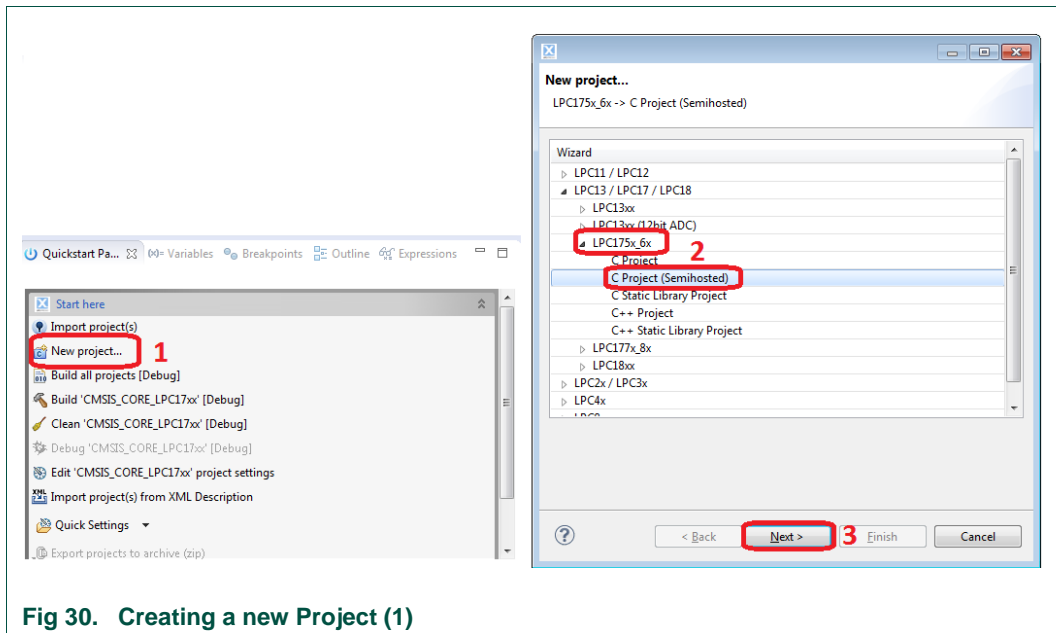 Quickstart Pa... (x)= Variables Breakpoints Outline Expressions
Start here
Import project(s)
New project... 1
Build all projects [Debug]
Build 'CMSIS_CORE_LPC17xx' [Debug]
Clean 'CMSIS_CORE_LPC17xx' [Debug]
Debug 'CMSIS_CORE_LPC17xx' [Debug]
Edit 'CMSIS_CORE_LPC17xx' project settings
Import project(s) from XML Description
Quick Settings
Export projects to archive (zip)
New project...
LPC175x_6x -> C Project (Semihosted)
Wizard
LPC11 / LPC12
LPC13 / LPC17 / LPC18
LPC13xx
LPC13xx (12bit ADC)
LPC175x_6x 2
C Project
C Project (Semihosted)
C Static Library Project
C++ Project
C++ Static Library Project
LPC177x_8x
LPC18xx
LPC2x / LPC3x
LPC4x
? < Back Next > 3 Finish Cancel
Fig 30. Creating a new Project (1)